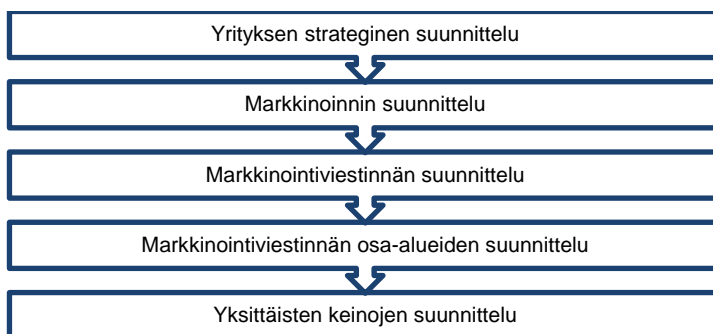 Yrityksen strateginen suunnittelu
Markkinoinnin suunnittelu
Markkinointiviestinnän suunnittelu
Markkinointiviestinnän osa-alueiden suunnittelu
Yksittäisten keinojen suunnittelu